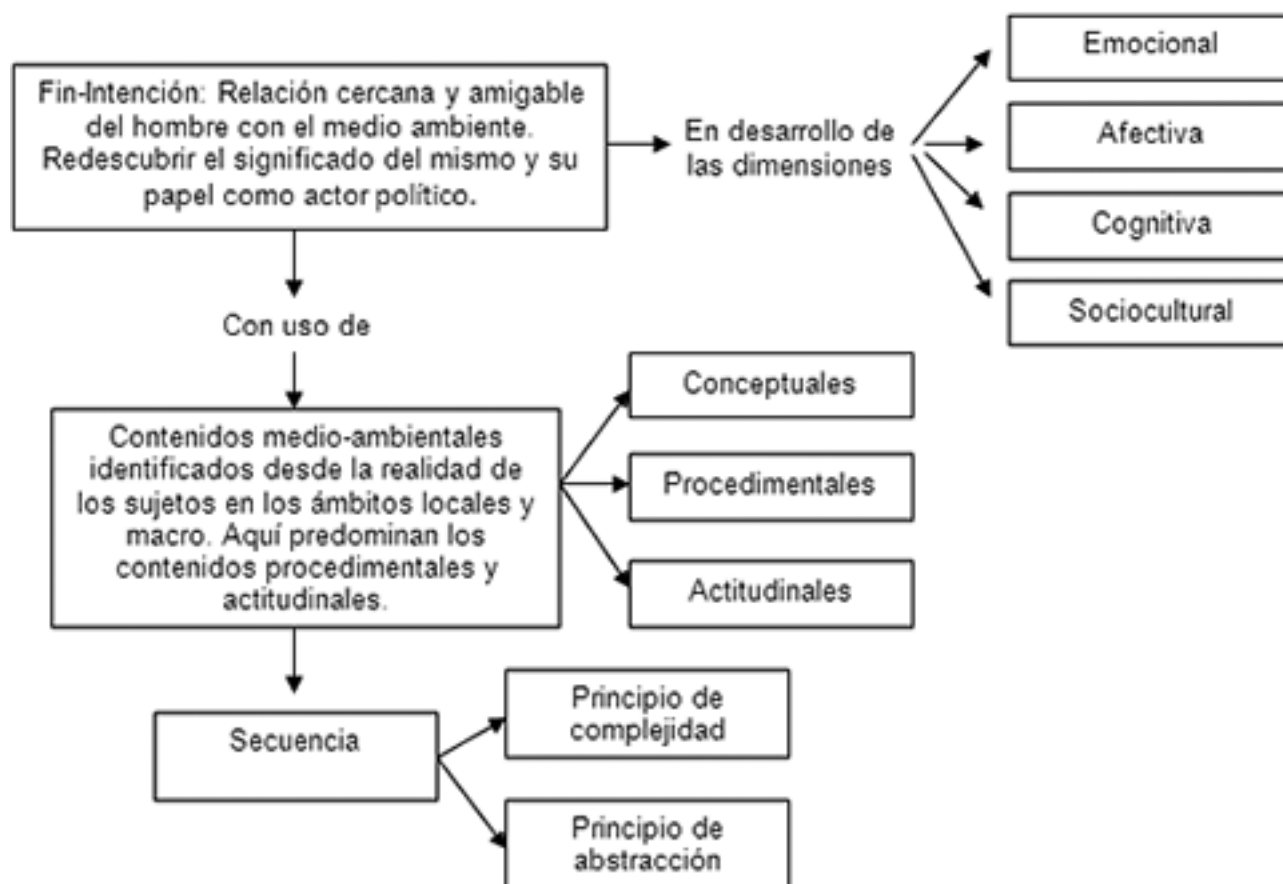 Fin-Intención: Relación cercana y amigable
del hombre con el medio ambiente.
Redescubrir el significado del mismo y su
papel como actor político.
En desarrollo de
las dimensiones
Emocional
Afectiva
Cognitiva
Sociocultural
Con uso de
Contenidos medio-ambientales
identificados desde la realidad de
los sujetos en los ámbitos locales y
macro. Aquí predominan los
contenidos procedimentales y
actitudinales.
Conceptuales
Procedimentales
Actitudinales
Secuencia
Principio de
complejidad
Principio de
abstracción